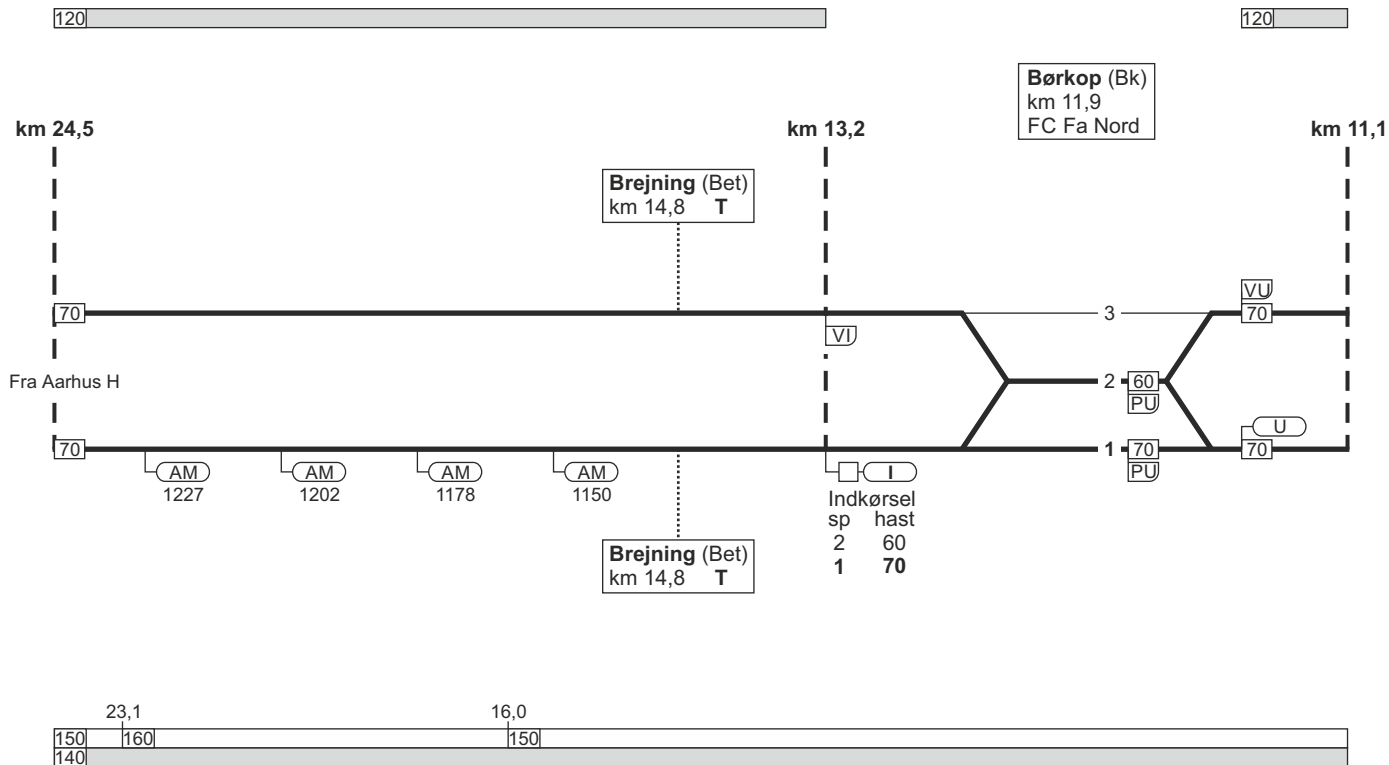 120
120
Børkop (Bk)
km 11,9
FC Fa Nord
km 24,5
km 13,2
km 11,1
Brejning (Bet)
km 14,8 T
70
3
VU
70
VI
Fra Aarhus H
2
60
PU
70
AM
1227
AM
1202
AM
1178
AM
1150
I
1
70
PU
U
70
Indkørsel
sp hast
2 60
1 70
Brejning (Bet)
km 14,8 T
23,1
16,0
150
160
150
140